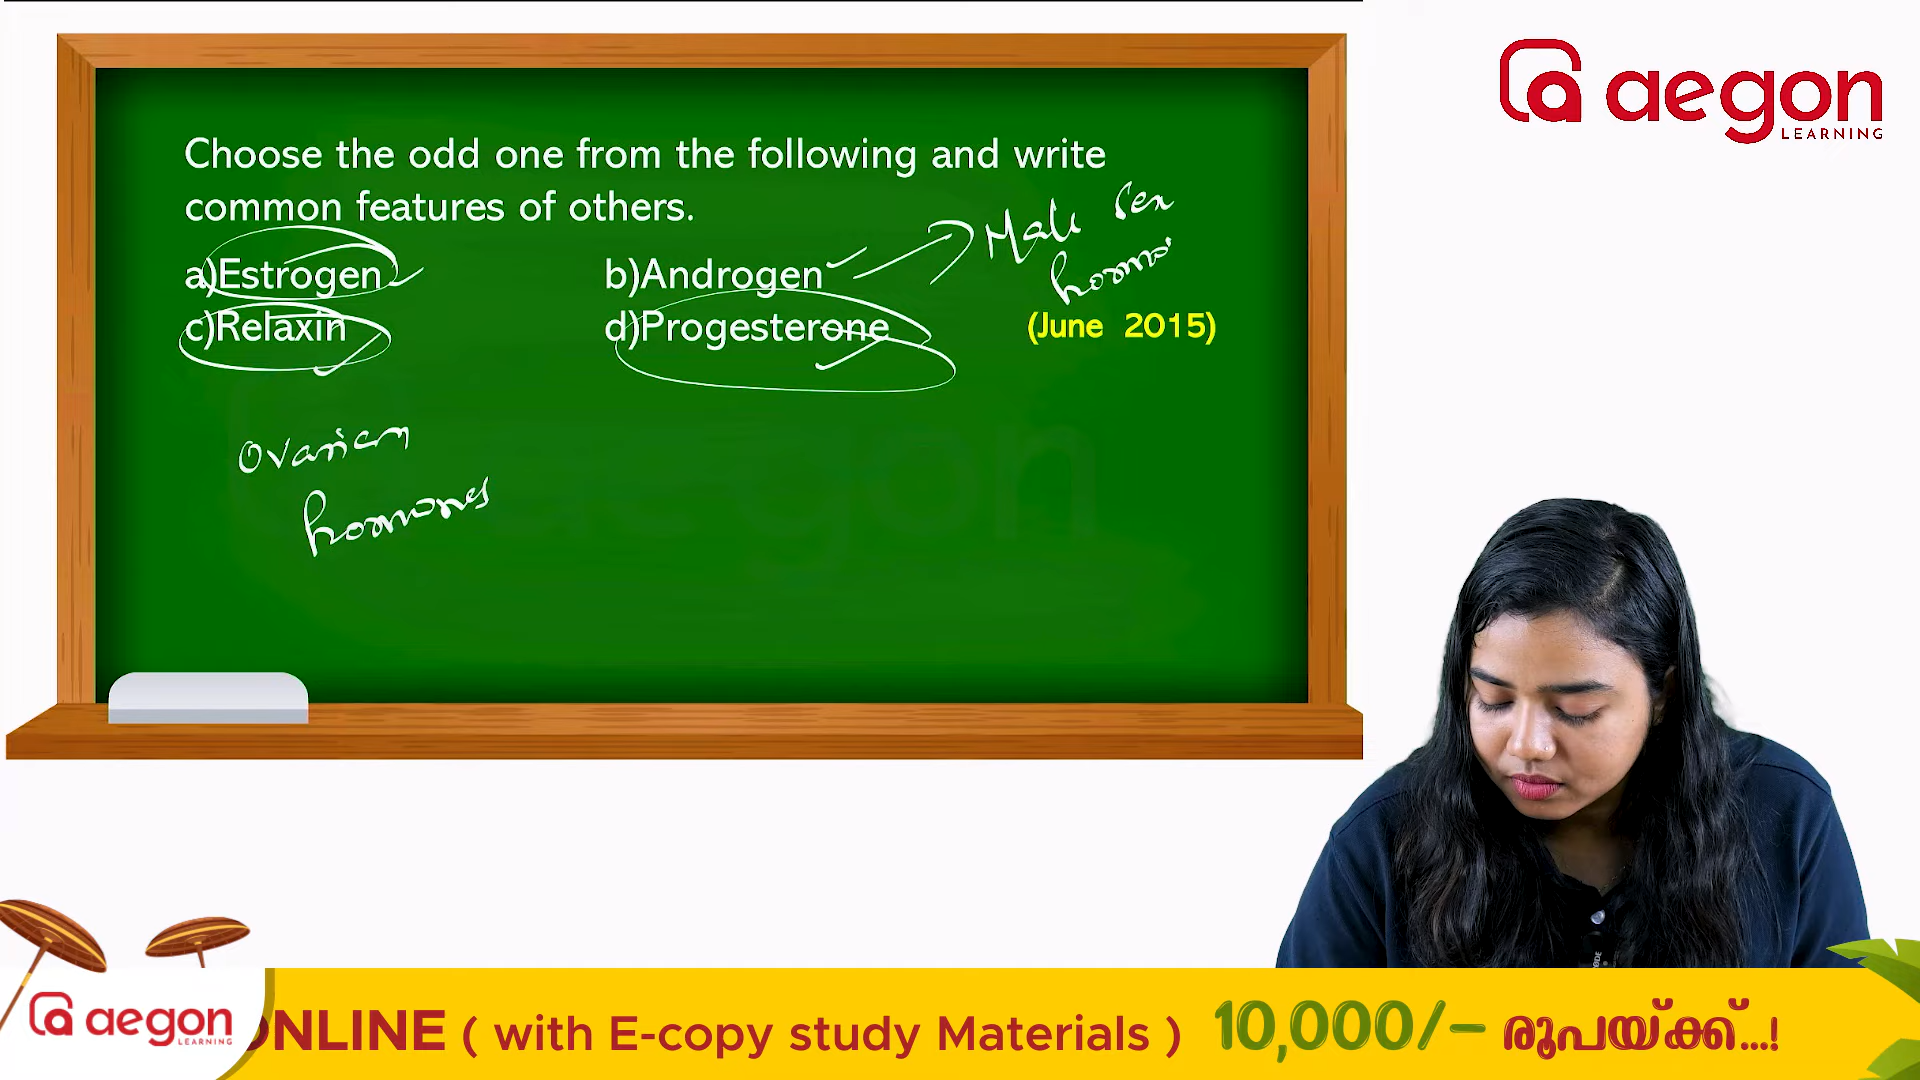 aegon
LEARNING
Choose the odd one from the following and write
common features of others.
a)Estrogen b)Androgen
Male Sex
hormo
c)Relaxin d)Progesterone (June 2015)
ovarian
hormones
aegon
LEARNING
ONLINE ( with E-copy study Materials ) 10,000/- രൂപയ്ക്ക്...!